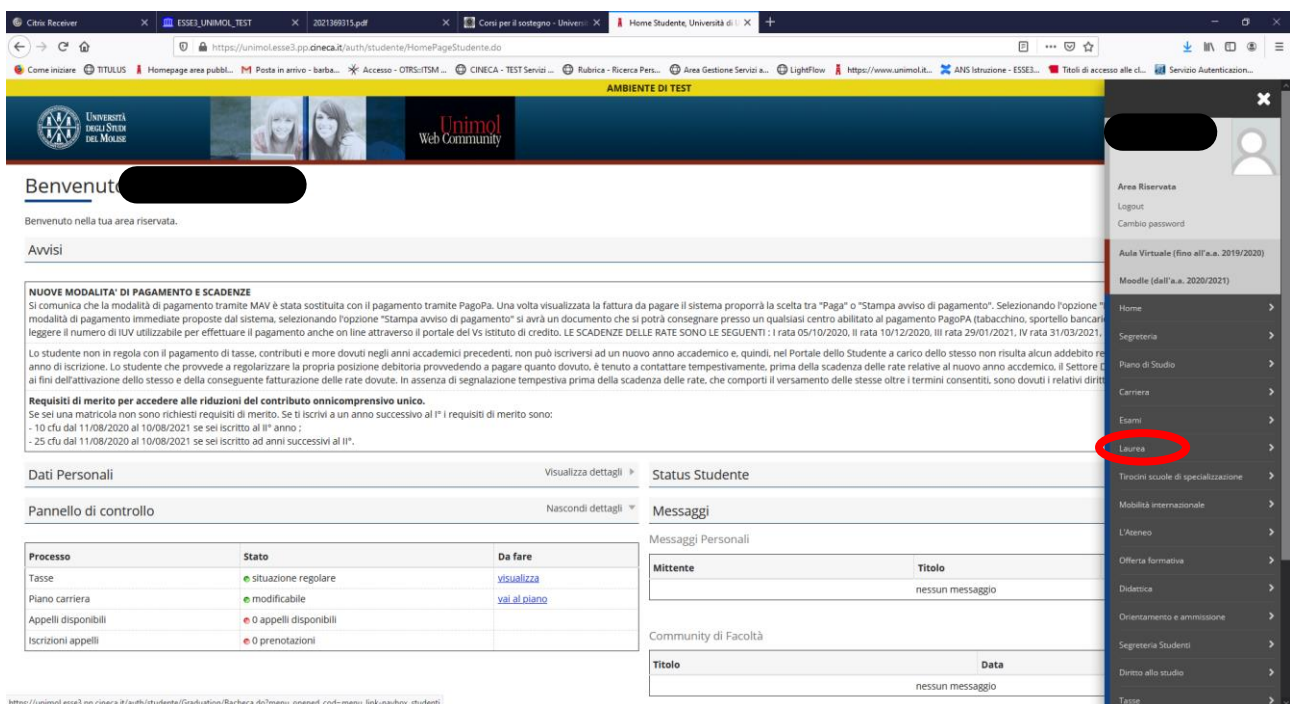 Citrix Receiver
ESSE3_UNIMOL_TEST
2021369315.pdf
Corsi per il sostegno - Universit
Home Studente, Università di
https://unimol.esse3.pp.cineca.it/auth/studente/HomePageStudente.do
Come iniziare TITULUS Homepage area pubbl... Posta in arrivo - barba... Accesso - OTRS::ITSM ... CINECA - TEST Servizi ... Rubrica - Ricerca Pers... Area Gestione Servizi a... LightFlow https://www.unimol.it... ANS Istruzione - ESSE3... Titoli di accesso alle cl... Servizio Autenticazion...
AMBIENTE DI TEST
UNIVERSITÀ
DEGLI STUDI
DEL MOLISE
Unimol
Web Community
Benvenuto
Benvenuto nella tua area riservata.
Avvisi
NUOVE MODALITA' DI PAGAMENTO E SCADENZE
Si comunica che la modalità di pagamento tramite MAV è stata sostituita con il pagamento tramite PagoPa. Una volta visualizzata la fattura da pagare il sistema proporrà la scelta tra "Paga" o "Stampa avviso di pagamento". Selezionando l'opzione
modalità di pagamento immediate proposte dal sistema, selezionando l'opzione "Stampa avviso di pagamento" si avrà un documento che si potrà consegnare presso un qualsiasi centro abilitato al pagamento PagoPA (tabacchino, sportello
leggere il numero di IUV utilizzabile per effettuare il pagamento anche on line attraverso il portale del Vs istituto di credito. LE SCADENZE DELLE RATE SONO LE SEGUENTI : I rata 05/10/2020, II rata 10/12/2020, III rata 29/01/2021, IV rata 31/03/2021,
Lo studente non in regola con il pagamento di tasse, contributi e more dovuti negli anni accademici precedenti, non può iscriversi ad un nuovo anno accademico e, quindi, nel Portale dello Studente a carico dello stesso non risulta alcun addebito
anno di iscrizione. Lo studente che provvede a regolarizzare la propria posizione debitoria provvedendo a pagare quanto dovuto, è tenuto a contattare tempestivamente, prima della scadenza delle rate relative al nuovo anno accdemico, il Settore
ai fini dell'attivazione dello stesso e della conseguente fatturazione delle rate dovute. In assenza di segnalazione tempestiva prima della scadenza delle rate, che comporti il versamento delle stesse oltre i termini consentiti, sono dovuti i relativi
Requisiti di merito per accedere alle riduzioni del contributo onnicomprensivo unico.
Se sei una matricola non sono richiesti requisiti di merito. Se ti iscrivi a un anno successivo al I° i requisiti di merito sono:
- 10 cfu dal 11/08/2020 al 10/08/2021 se sei iscritto al II° anno ;
- 25 cfu dal 11/08/2020 al 10/08/2021 se sei iscritto ad anni successivi al II°.
Dati Personali Visualizza dettagli
Pannello di controllo Nascondi dettagli
Processo Stato Da fare
Tasse situazione regolare visualizza
Piano carriera modificabile vai al piano
Appelli disponibili 0 appelli disponibili
Iscrizioni appelli 0 prenotazioni
Status Studente
Messaggi
Messaggi Personali
Mittente Titolo
nessun messaggio
Community di Facoltà
Titolo Data
nessun messaggio
Area Riservata
Logout
Cambio password
Aula Virtuale (fino all'a.a. 2019/2020)
Moodle (dall'a.a. 2020/2021)
Home
Segreteria
Piano di Studio
Carriera
Esami
Laurea
Tirocini scuole di specializzazione
Mobilità internazionale
L'Ateneo
Offerta formativa
Didattica
Orientamento e ammissione
Segreteria Studenti
Diritto allo studio
Tasse